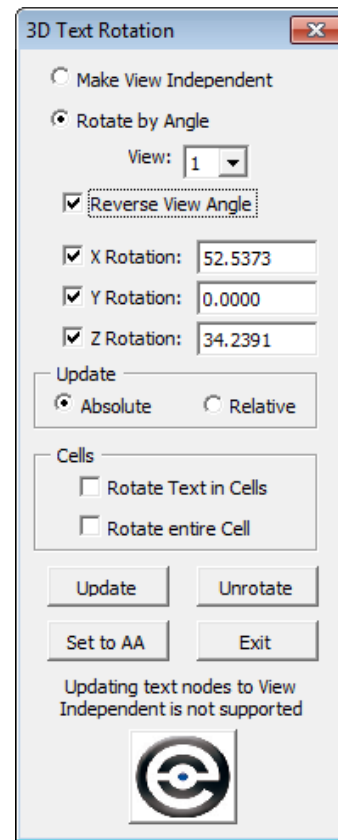 3D Text Rotation
Make View Independent
Rotate by Angle
View: 1
Reverse View Angle
X Rotation: 52.5373
Y Rotation: 0.0000
Z Rotation: 34.2391
Update
Absolute Relative
Cells
Rotate Text in Cells
Rotate entire Cell
Update Unrotate
Set to AA Exit
Updating text nodes to View
Independent is not supported